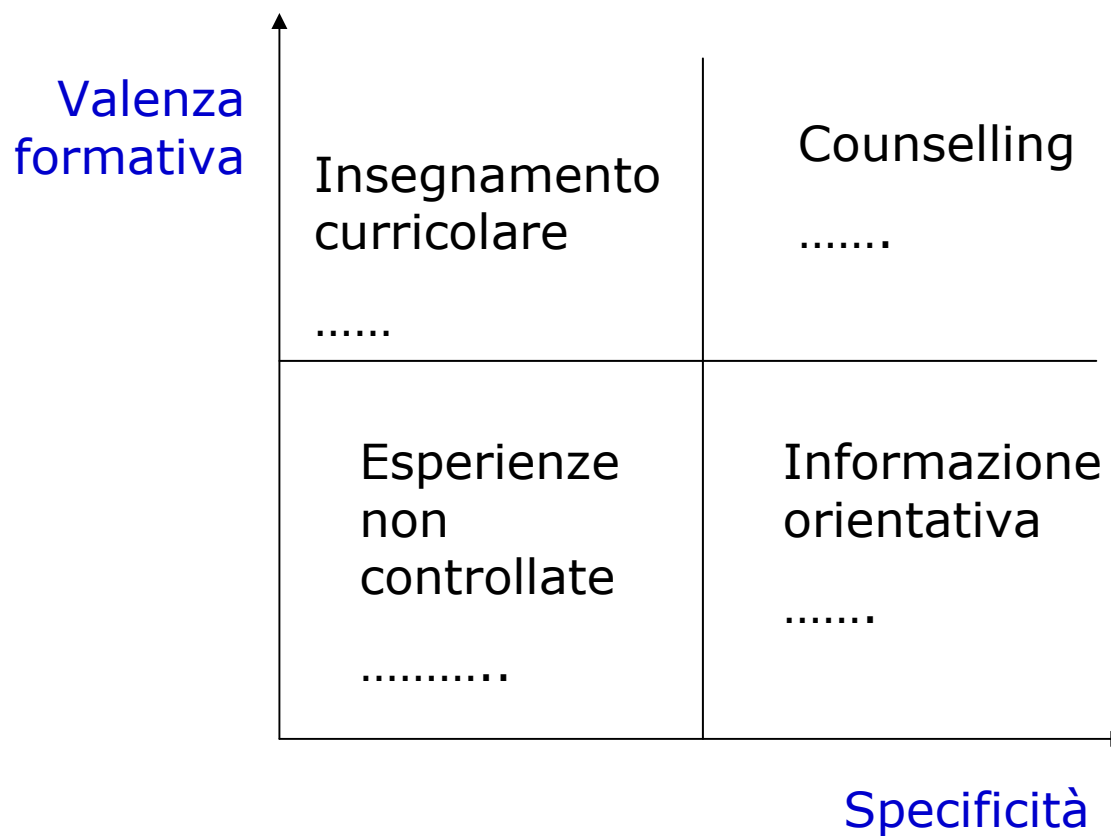 Valenza
formativa
Insegnamento
curricolare
......
Counselling
.......
Esperienze
non
controllate
...........
Informazione
orientativa
.......
Specificità